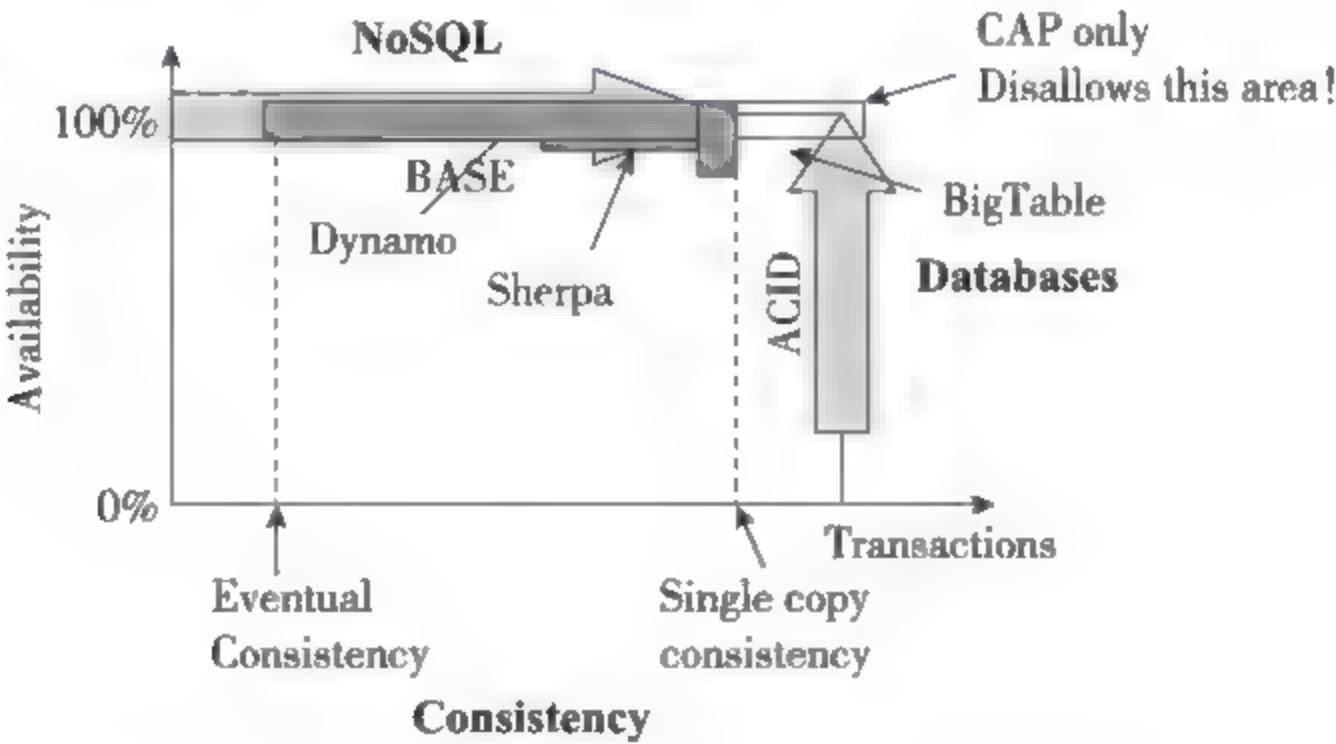 NoSQL
CAP only
Disallows this area!
100%
BASE
Dynamo
Sherpa
BigTable
Databases
ACID
Availability
0%
Transactions
Eventual
Consistency
Single copy
consistency
Consistency